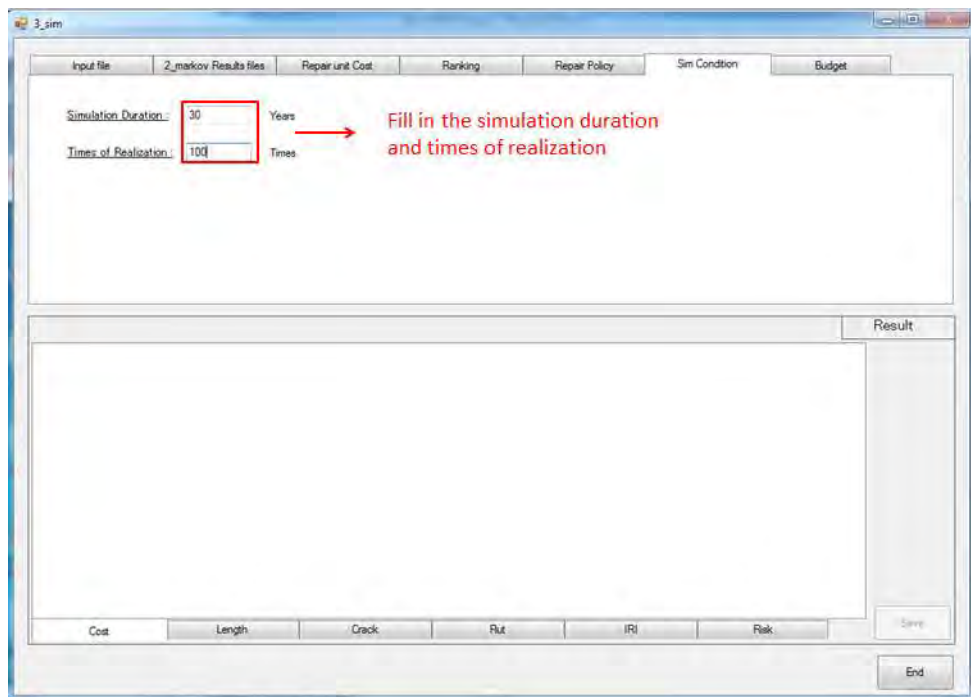 3_sim
Input file 2_markov Results files Repair unit Cost Ranking Repair Policy Sim Condition Budget
Simulation Duration : 30 Years
Times of Realization : 100 Times
Fill in the simulation duration
and times of realization
Result
Cost Length Crack Rut IRI Risk
Save
End